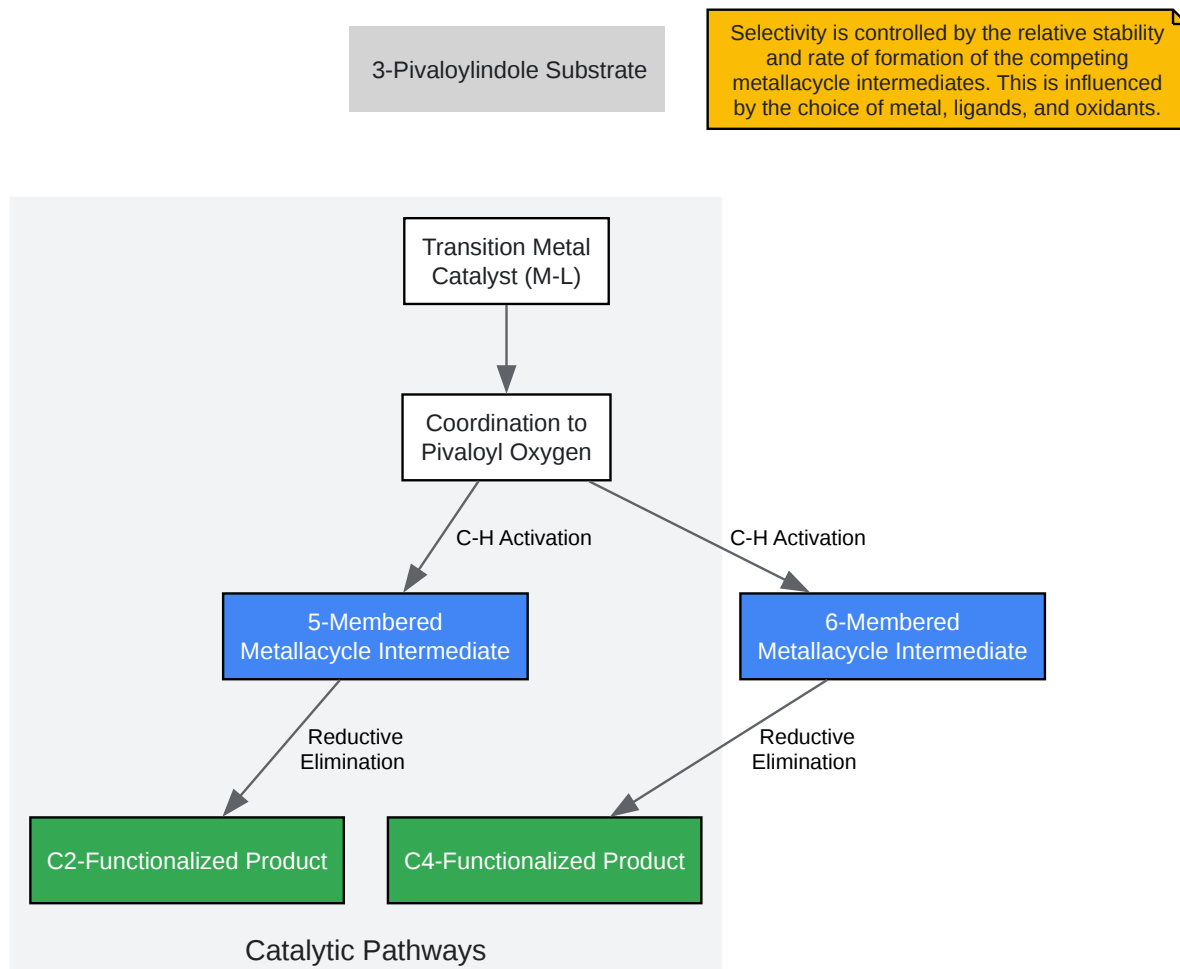 3-Pivaloylindole Substrate
Selectivity is controlled by the relative stability
and rate of formation of the competing
metallacycle intermediates. This is influenced
by the choice of metal, ligands, and oxidants.
Transition Metal
Catalyst (M-L)
Coordination to
Pivaloyl Oxygen
C-H Activation
C-H Activation
5-Membered
Metallacycle Intermediate
6-Membered
Metallacycle Intermediate
Reductive
Elimination
Reductive
Elimination
C2-Functionalized Product
C4-Functionalized Product
Catalytic Pathways